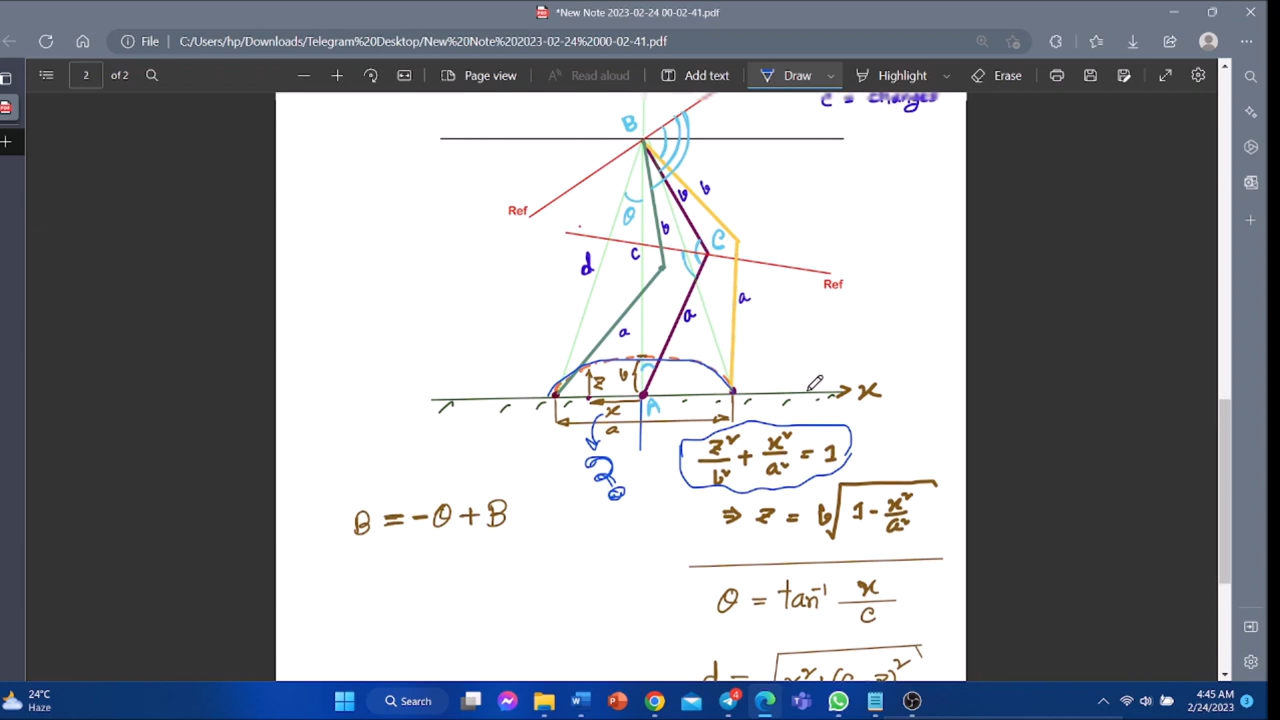 *New Note 2023-02-24 00-02-41.pdf
File C:/Users/hp/Downloads/Telegram%20Desktop/New%20Note%202023-02-24%2000-02-41.pdf
2 of 2 Page view Read aloud Add text Draw Highlight Erase
c = changes
B
b b
Ref
θ b C
c
d Ref
a
a a
z b
x A x
a
z²/b² + x²/a² = 1
B = -θ + B
⇒ z = b√(1 - x²/a²)
θ = tan⁻¹ x/c
24°C
Haze
Search
4
4:45 AM
2/24/2023